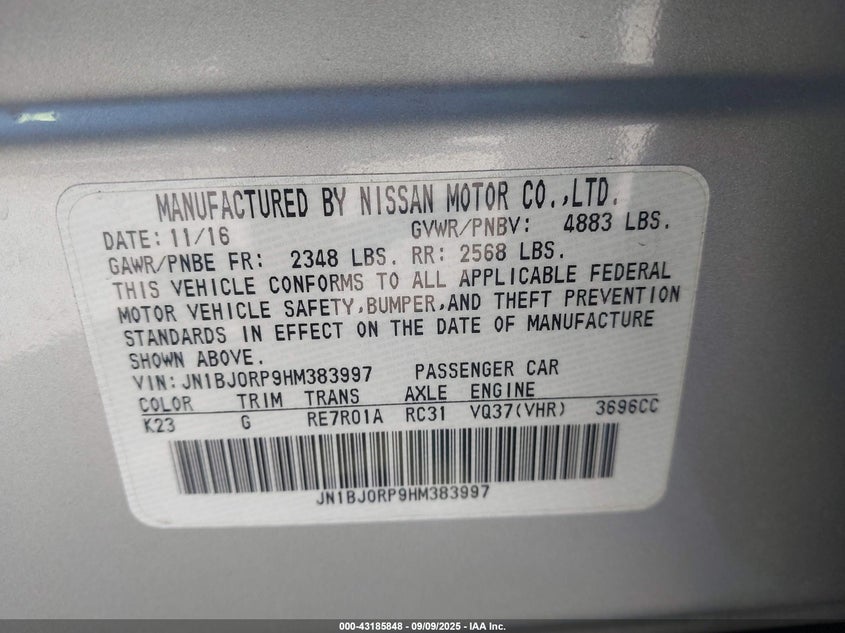 MANUFACTURED BY NISSAN MOTOR CO.,LTD.
DATE: 11/16 GVWR/PNBV: 4883 LBS.
GAWR/PNBE FR: 2348 LBS. RR: 2568 LBS.
THIS VEHICLE CONFORMS TO ALL APPLICABLE FEDERAL
MOTOR VEHICLE SAFETY,BUMPER,AND THEFT PREVENTION
STANDARDS IN EFFECT ON THE DATE OF MANUFACTURE
SHOWN ABOVE.
VIN: JN1BJ0RP9HM383997 PASSENGER CAR
COLOR TRIM TRANS AXLE ENGINE
K23 G RE7R01A RC31 VQ37(VHR) 3696CC
JN1BJ0RP9HM383997
000-43185848 - 09/09/2025 - IAA Inc.